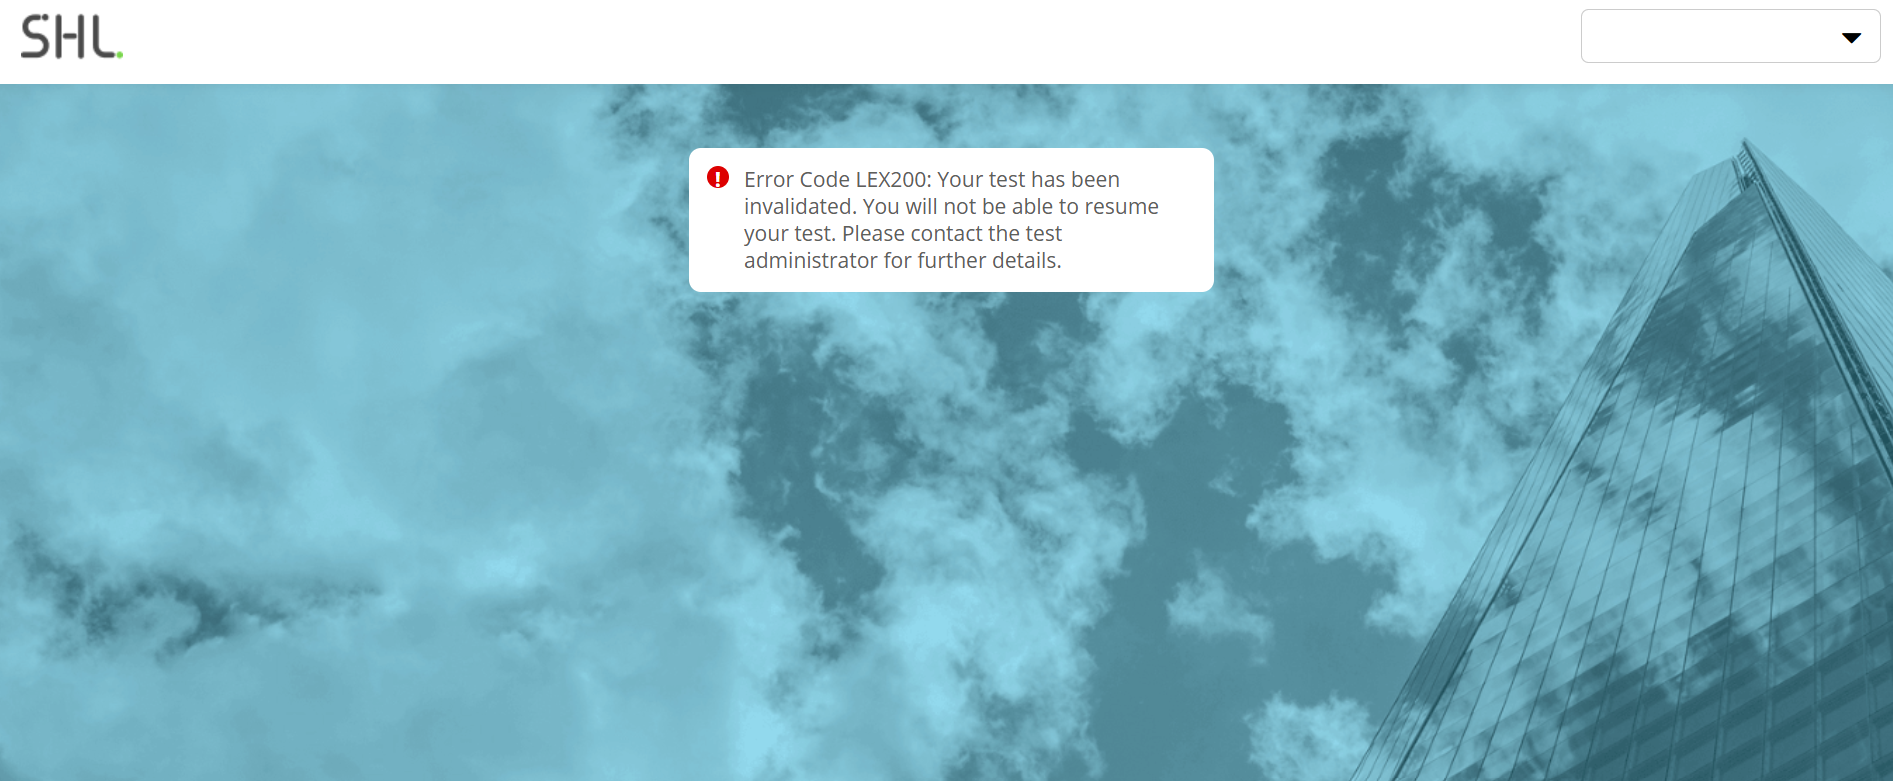 SHL.
Error Code LEX200: Your test has been
invalidated. You will not be able to resume
your test. Please contact the test
administrator for further details.